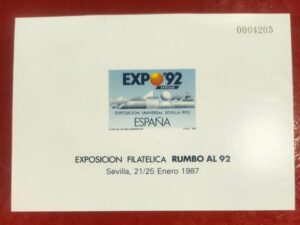 0004205
EXPO'92
SEVILLA
EXPOSICION UNIVERSAL SEVILLA 1992
ESPAÑA
EXPOSICION FILATELICA RUMBO AL 92
Sevilla, 21/25 Enero 1987